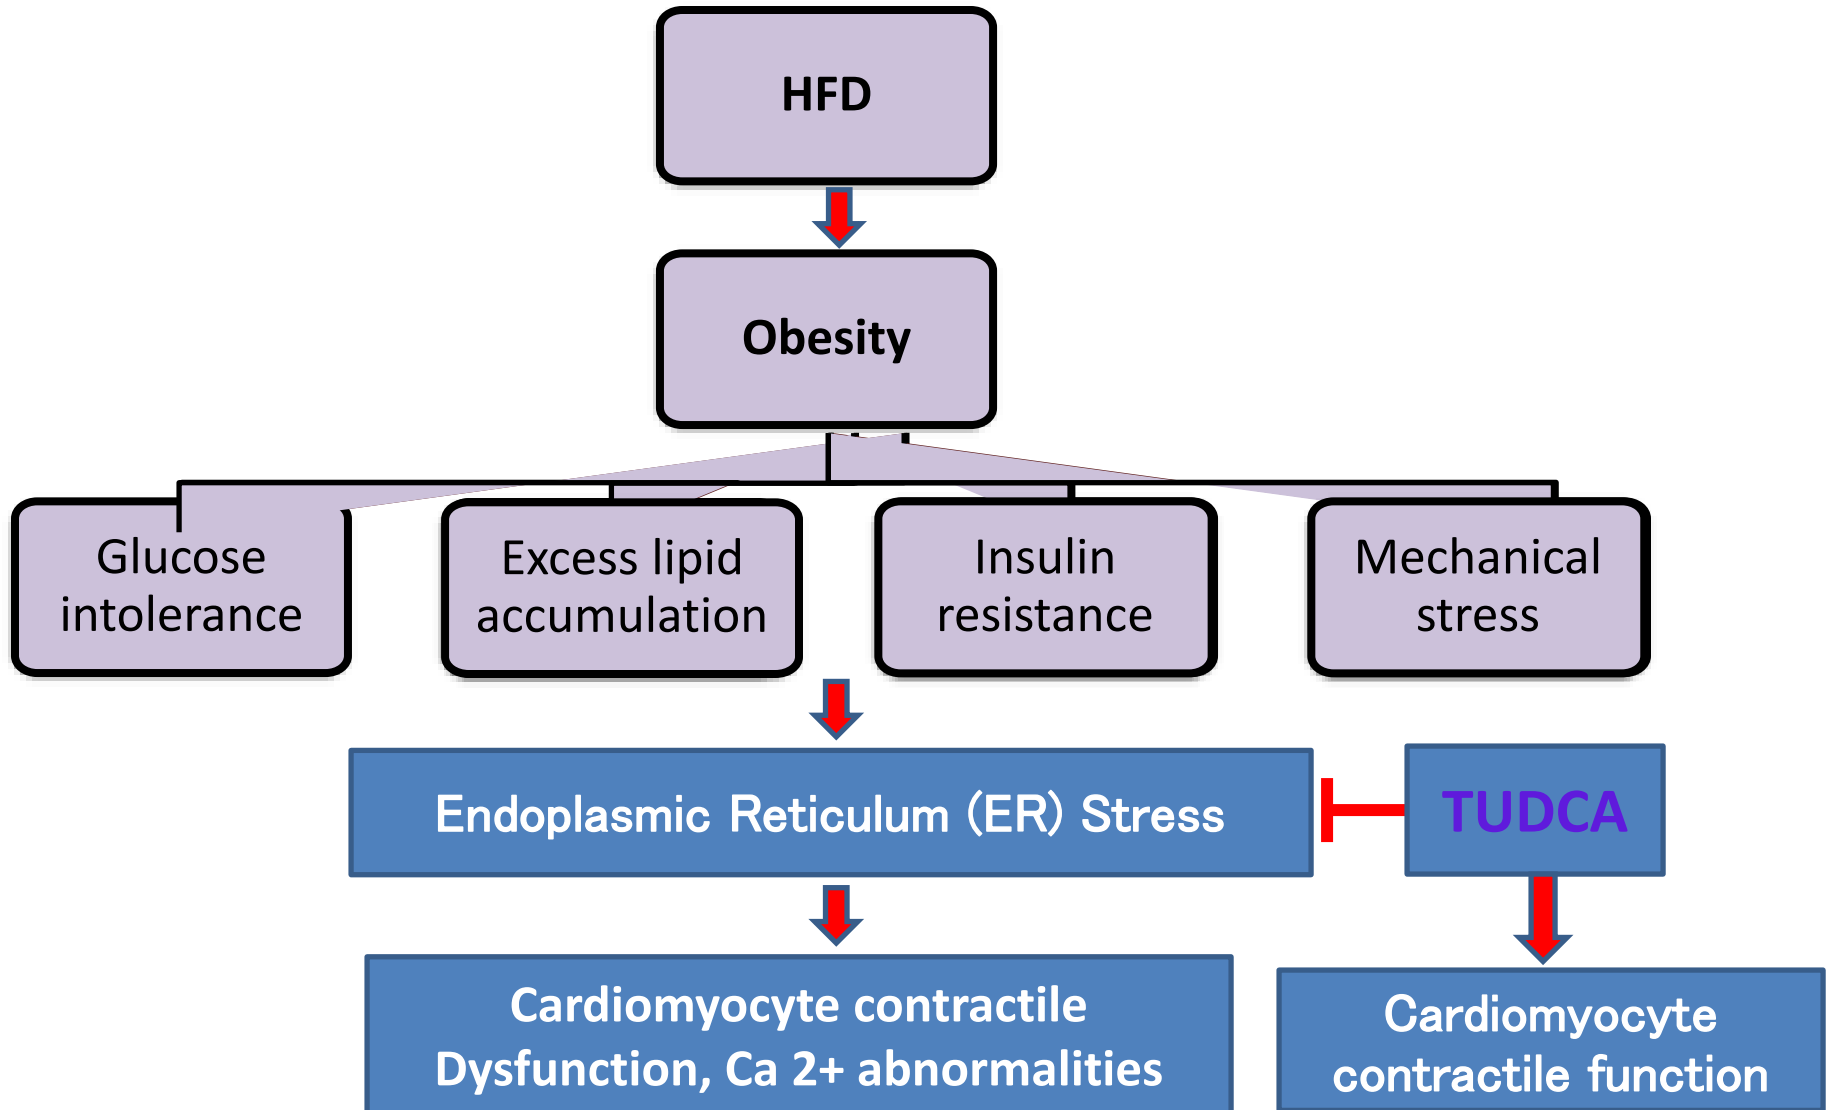 HFD
Obesity
Glucose
intolerance
Excess lipid
accumulation
Insulin
resistance
Mechanical
stress
Endoplasmic Reticulum (ER) Stress
TUDCA
Cardiomyocyte contractile
Dysfunction, Ca 2+ abnormalities
Cardiomyocyte
contractile function